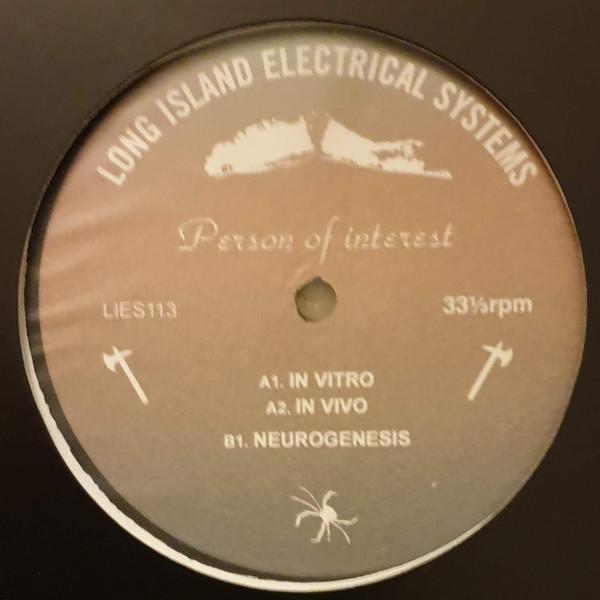 LONG ISLAND ELECTRICAL SYSTEMS
Person of interest
LIES113
33⅓rpm
A1. IN VITRO
A2. IN VIVO
B1. NEUROGENESIS